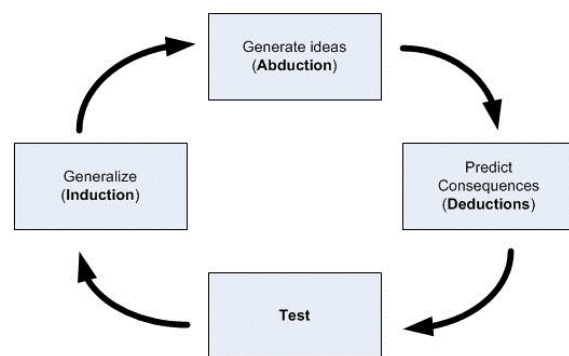 Generate ideas
(Abduction)
Predict
Consequences
(Deductions)
Generalize
(Induction)
Test